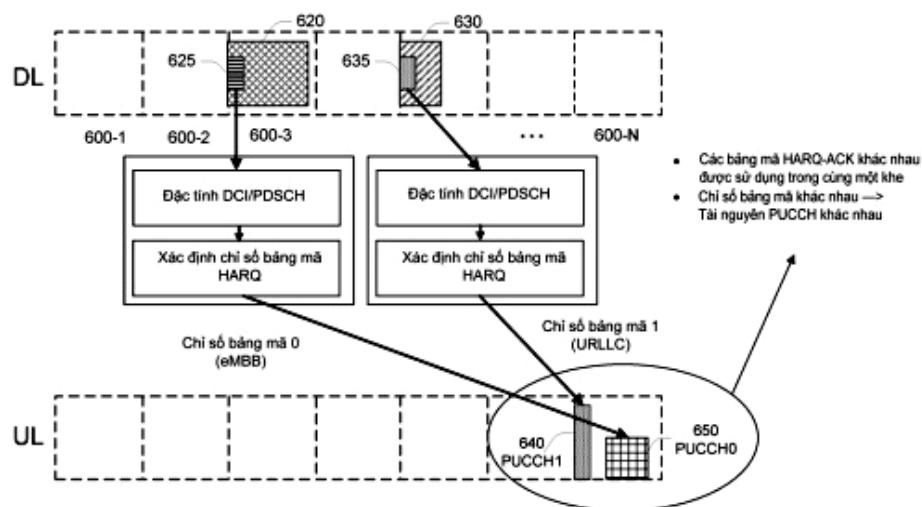 620
630
DL
625
635
600-1
600-2
600-3
...
600-N
Đặc tính DCI/PDSCH
Xác định chỉ số bảng mã
HARQ
Đặc tính DCI/PDSCH
Xác định chỉ số bảng mã
HARQ
• Các bảng mã HARQ-ACK khác nhau
được sử dụng trong cùng một khe
• Chỉ số bảng mã khác nhau —>
Tài nguyên PUCCH khác nhau
Chỉ số bảng mã 0
(eMBB)
Chỉ số bảng mã 1
(URLLC)
UL
640
PUCCH1
650
PUCCH0